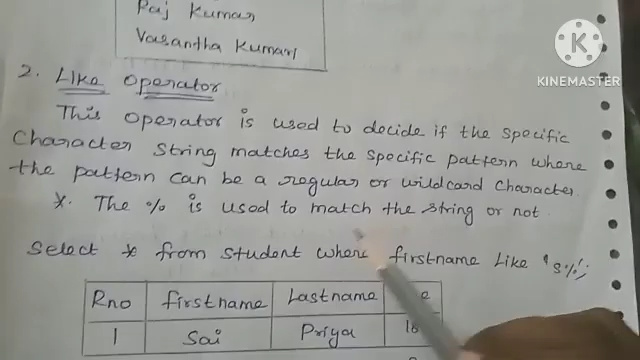 Raj Kumar
Vasantha Kumari
KINEMASTER
2. Like Operator
This operator is used to decide if the specific
character string matches the specific pattern where
the pattern can be a regular or wildcard character.
* The % is used to match the string or not
Select * from student where firstname Like 's%';
Rno firstname Lastname
1 Sai Priya 18